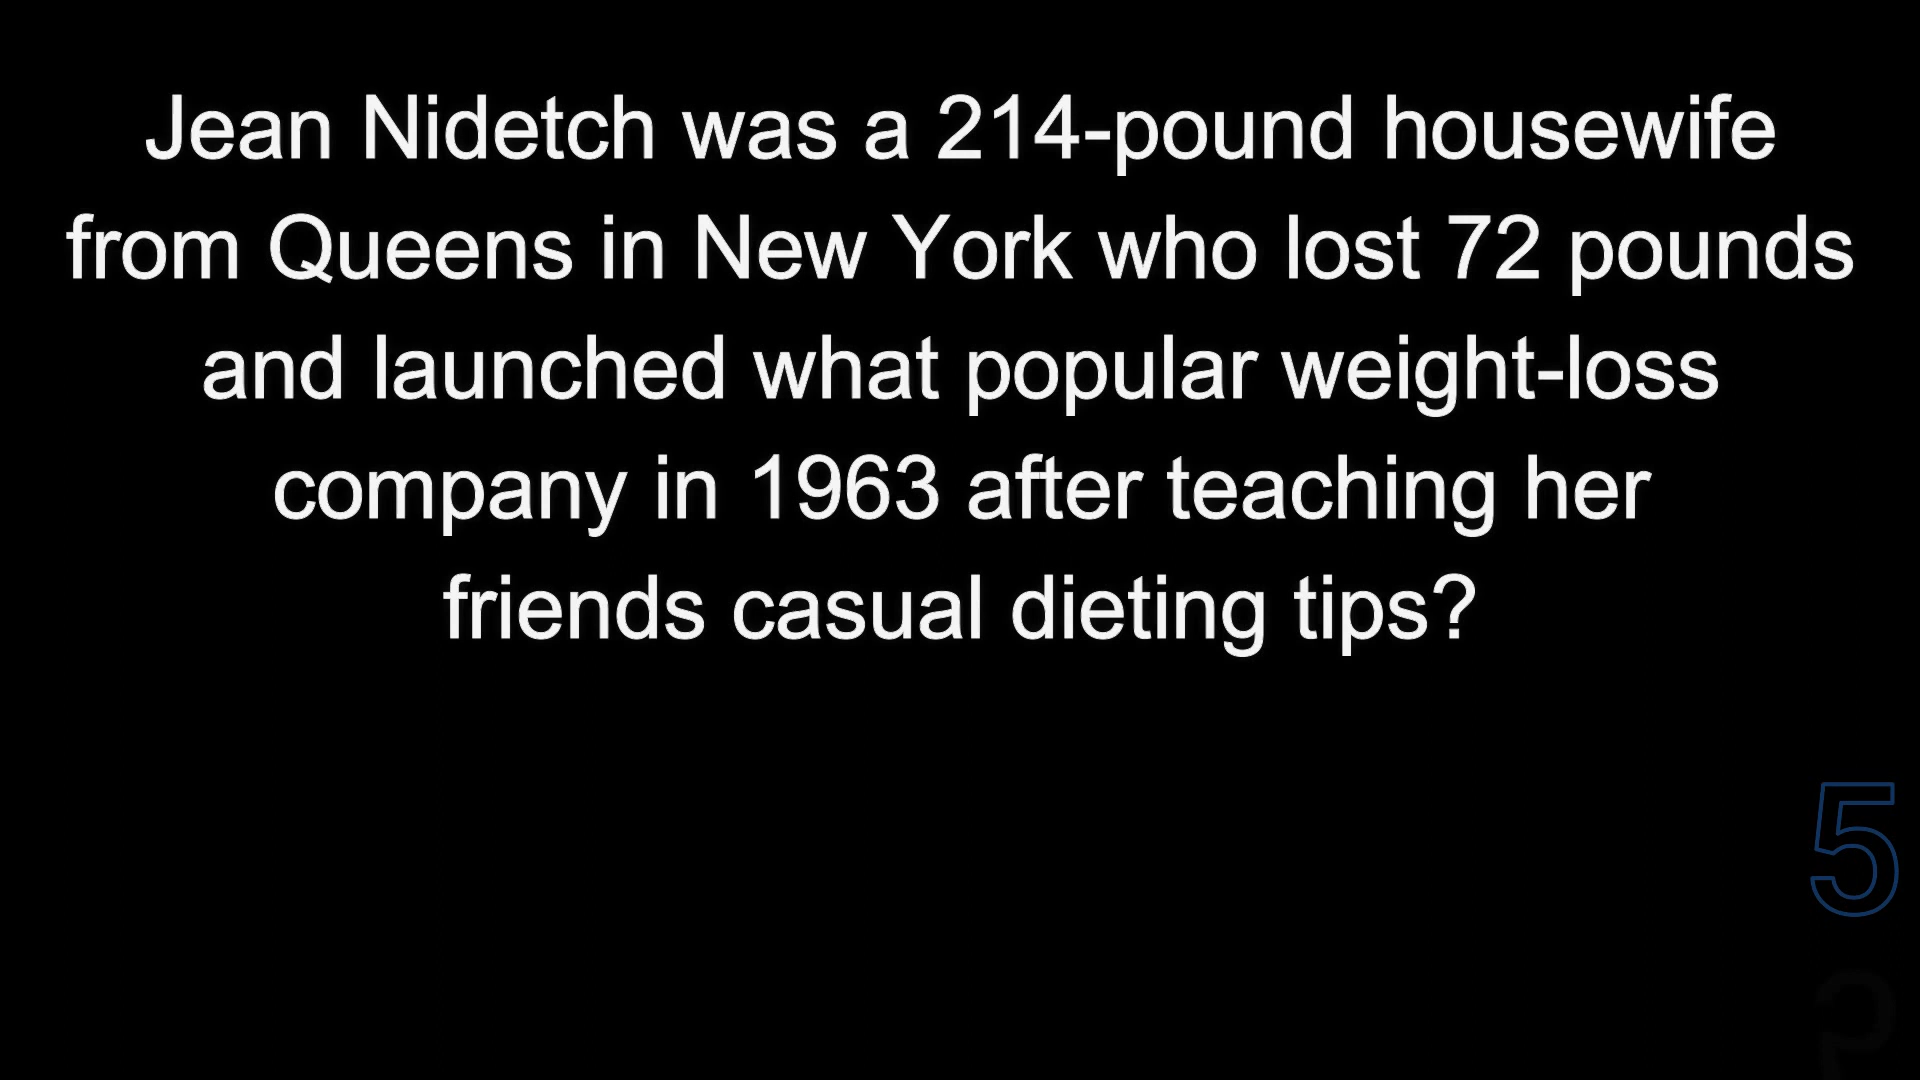 Jean Nidetch was a 214-pound housewife
from Queens in New York who lost 72 pounds
and launched what popular weight-loss
company in 1963 after teaching her
friends casual dieting tips?
5